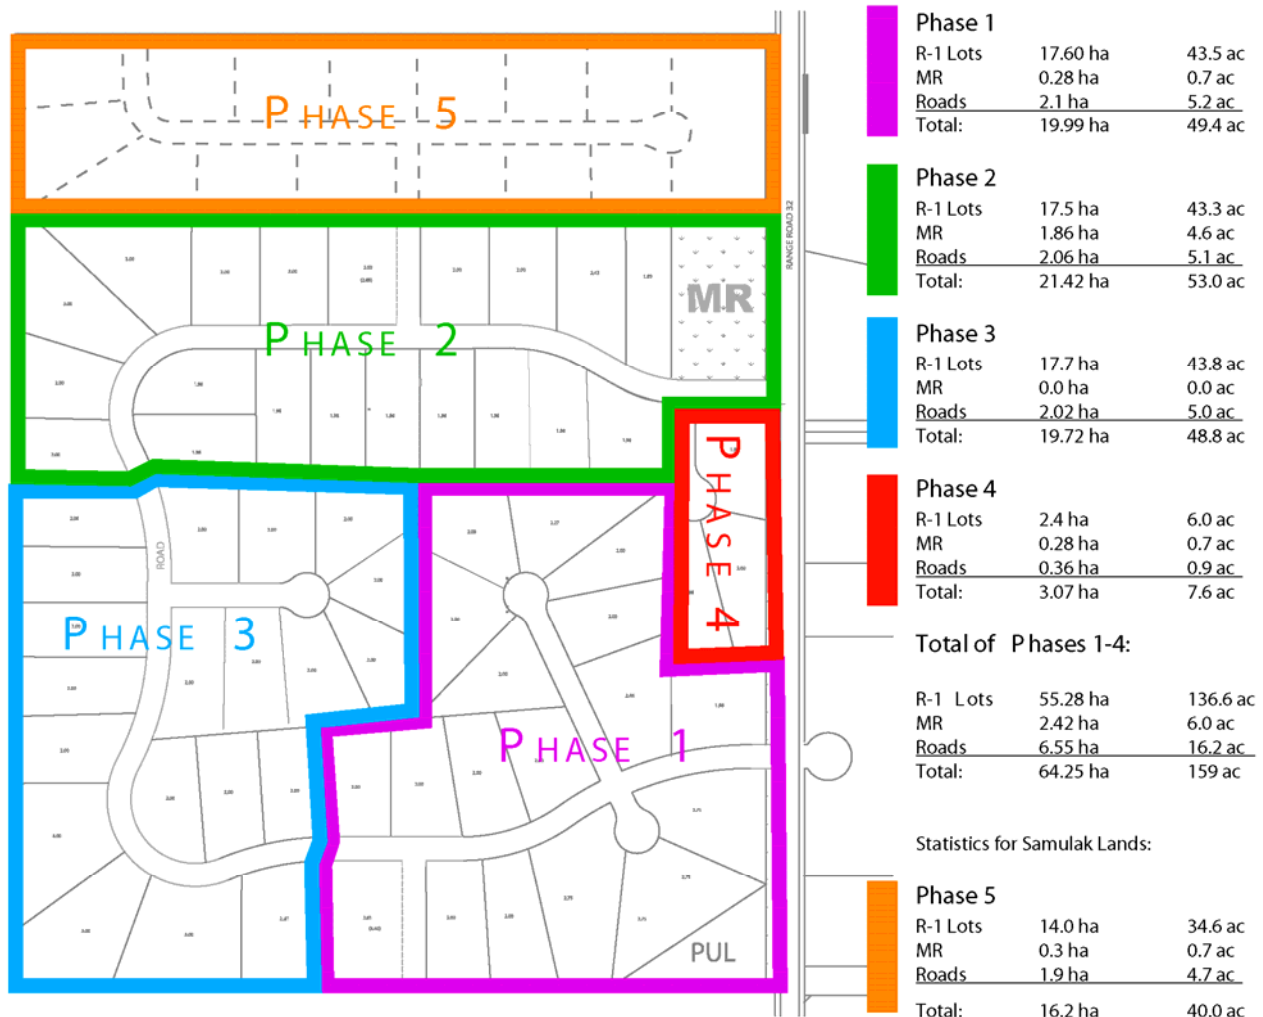 PHASE 5
RANGE ROAD 32
MR
PHASE 2
PHASE 4
ROAD
PHASE 3
PHASE 1
PUL
Phase 1
R-1 Lots 17.60 ha 43.5 ac
MR 0.28 ha 0.7 ac
Roads 2.1 ha 5.2 ac
Total: 19.99 ha 49.4 ac
Phase 2
R-1 Lots 17.5 ha 43.3 ac
MR 1.86 ha 4.6 ac
Roads 2.06 ha 5.1 ac
Total: 21.42 ha 53.0 ac
Phase 3
R-1 Lots 17.7 ha 43.8 ac
MR 0.0 ha 0.0 ac
Roads 2.02 ha 5.0 ac
Total: 19.72 ha 48.8 ac
Phase 4
R-1 Lots 2.4 ha 6.0 ac
MR 0.28 ha 0.7 ac
Roads 0.36 ha 0.9 ac
Total: 3.07 ha 7.6 ac
Total of Phases 1-4:
R-1 Lots 55.28 ha 136.6 ac
MR 2.42 ha 6.0 ac
Roads 6.55 ha 16.2 ac
Total: 64.25 ha 159 ac
Statistics for Samulak Lands:
Phase 5
R-1 Lots 14.0 ha 34.6 ac
MR 0.3 ha 0.7 ac
Roads 1.9 ha 4.7 ac
Total: 16.2 ha 40.0 ac